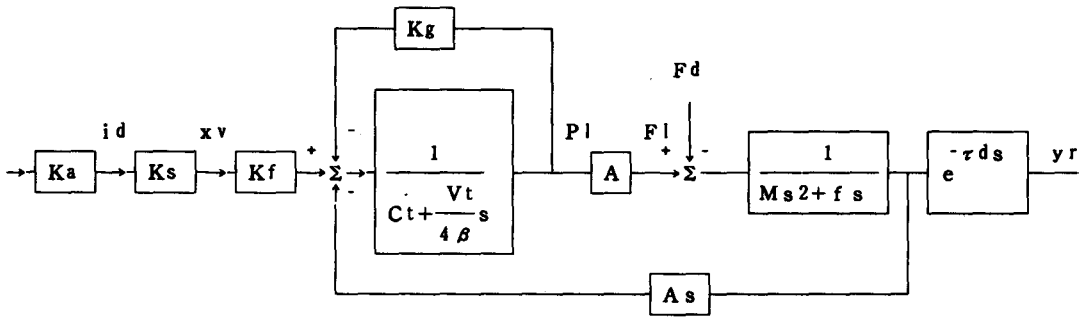 Kg
Fd
id
xv
-
Pl
Fl
+
-
+
Ka
Ks
Kf
Σ
1
Ct+
Vt
4β
s
A
Σ
1
Ms2+fs
e
-τds
yr
-
As